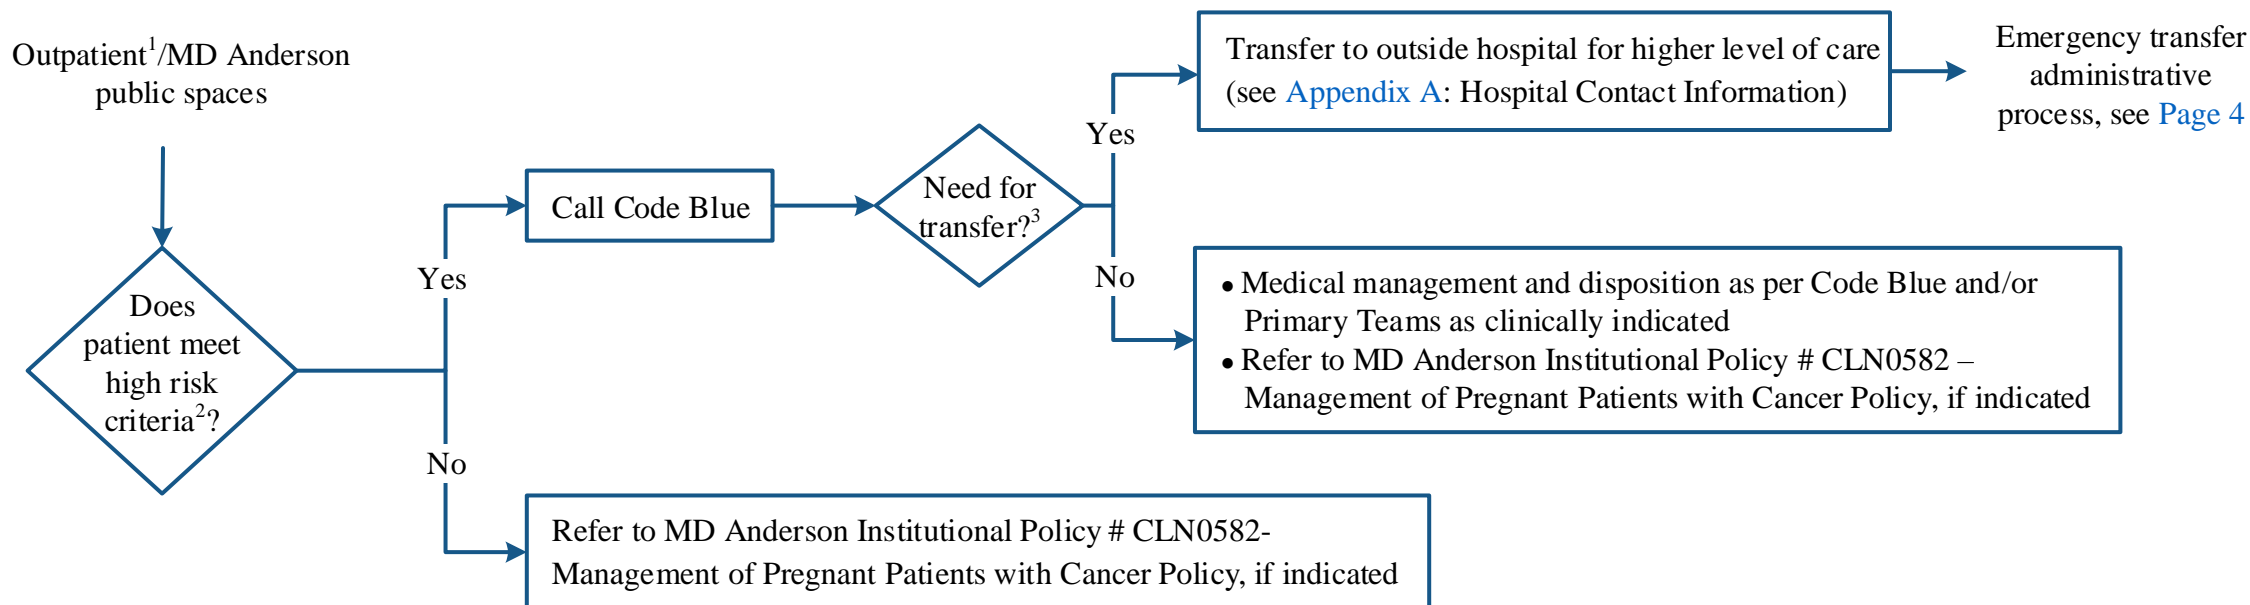 Outpatient¹/MD Anderson
public spaces
Does
patient meet
high risk
criteria²?
Yes
No
Call Code Blue
Need for
transfer?³
Yes
No
Transfer to outside hospital for higher level of care
(see Appendix A: Hospital Contact Information)
Emergency transfer
administrative
process, see Page 4
● Medical management and disposition as per Code Blue and/or
Primary Teams as clinically indicated
● Refer to MD Anderson Institutional Policy # CLN0582 –
Management of Pregnant Patients with Cancer Policy, if indicated
Refer to MD Anderson Institutional Policy # CLN0582-
Management of Pregnant Patients with Cancer Policy, if indicated